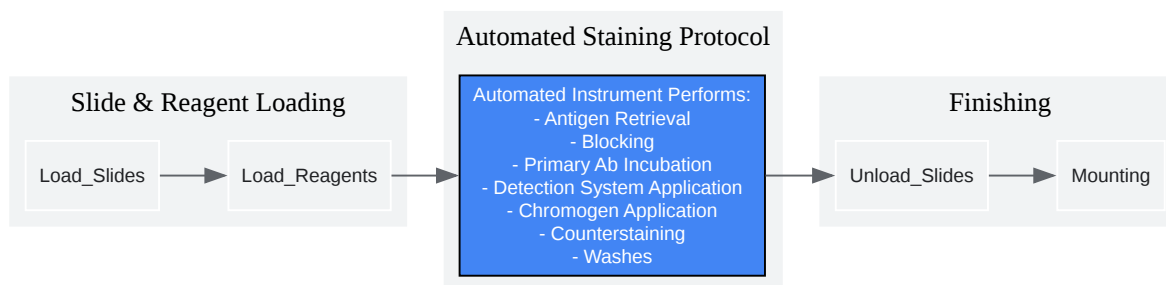 Slide & Reagent Loading
Load_Slides
Load_Reagents
Automated Staining Protocol
Automated Instrument Performs:
- Antigen Retrieval
- Blocking
- Primary Ab Incubation
- Detection System Application
- Chromogen Application
- Counterstaining
- Washes
Finishing
Unload_Slides
Mounting